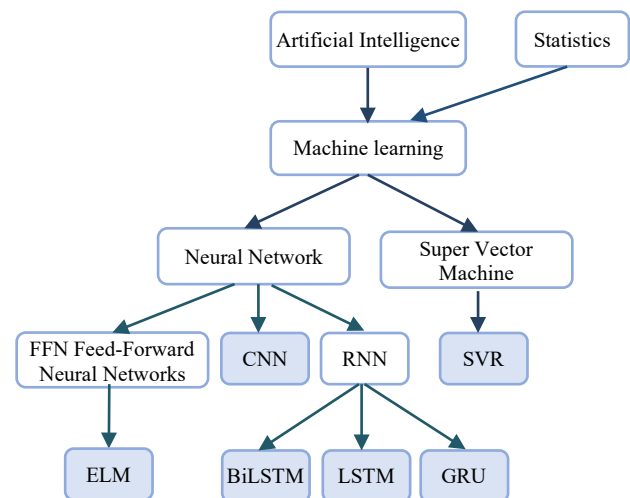 Artificial Intelligence
Statistics
Machine learning
Neural Network
Super Vector
Machine
FFN Feed-Forward
Neural Networks
CNN
RNN
SVR
ELM
BiLSTM
LSTM
GRU